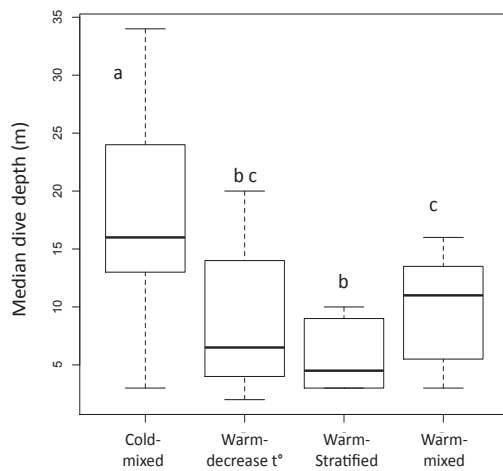 35
30
25
20
15
10
5
Median dive depth (m)
a
b c
b
c
Cold-
mixed
Warm-
decrease t°
Warm-
Stratified
Warm-
mixed